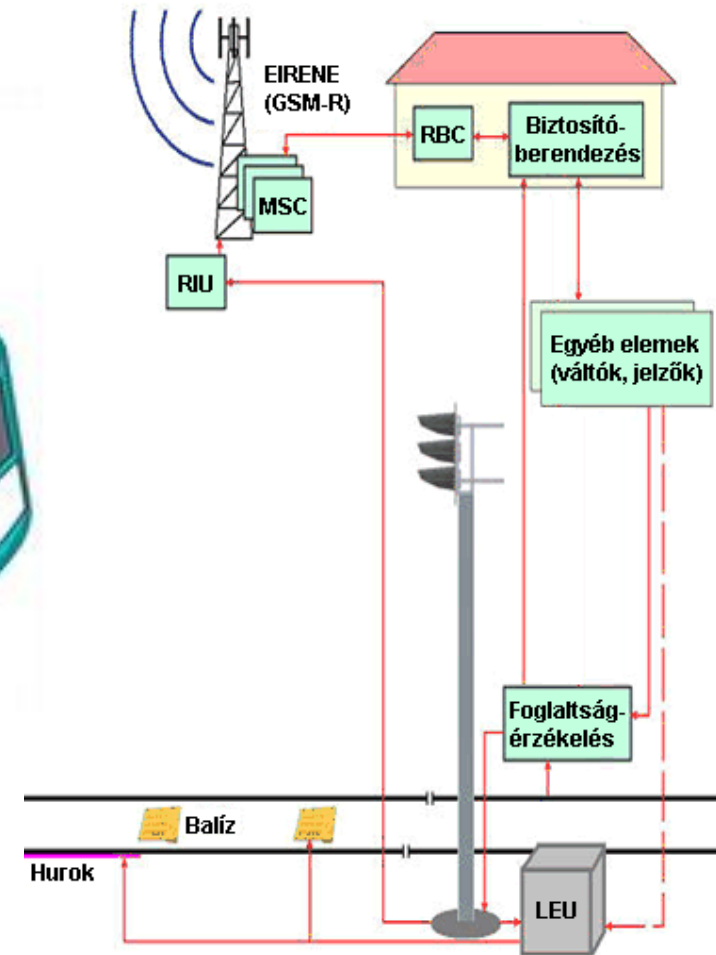 EIRENE
(GSM-R)
RBC
Biztosító-
berendezés
MSC
RIU
Egyéb elemek
(váltók, jelzők)
Foglaltság-
érzékelés
Balíz
Hurok
LEU